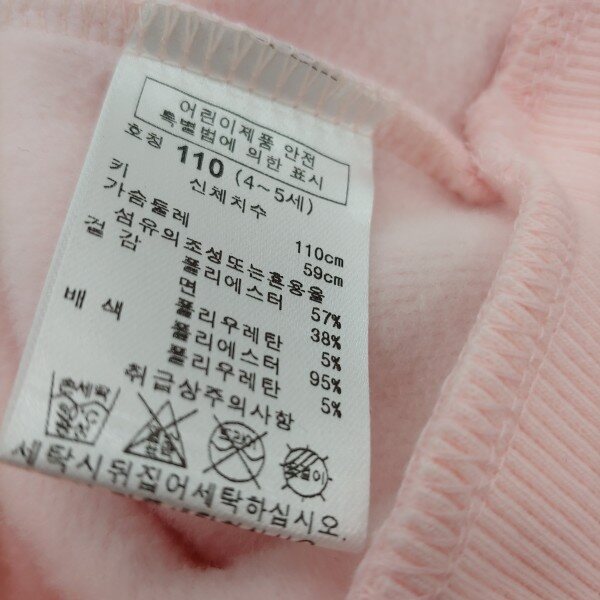 어린이제품 안전
특별법에 의한 표시
호칭 110 (4~5세)
신체치수
키 110cm
가슴둘레 59cm
섬유의조성또는혼용율
겉감 폴리에스터 57%
면 38%
폴리우레탄 5%
배색 폴리에스터 95%
폴리우레탄 5%
취급상주의사항
세탁시뒤집어세탁하십시오.